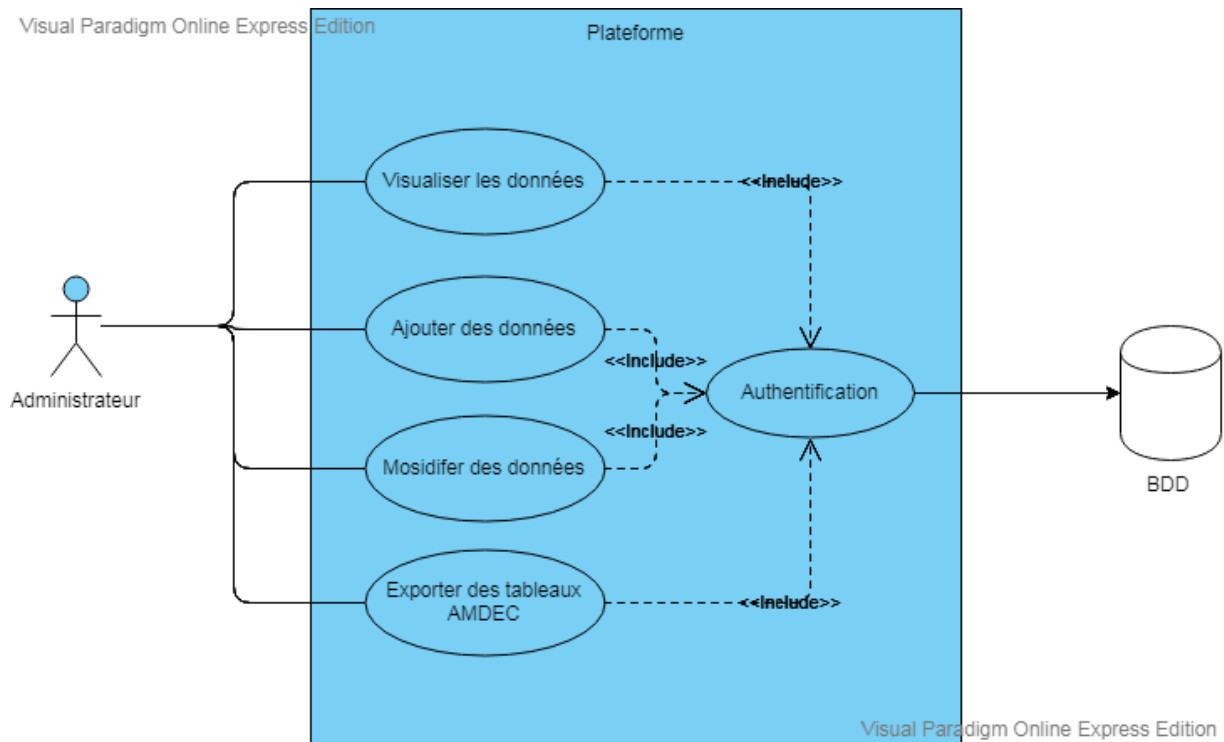 Visual Paradigm Online Express Edition
Plateforme
Visualiser les données
<<Include>>
Ajouter des données
<<Include>>
Administrateur
Authentification
<<Include>>
Mosidifer des données
BDD
Exporter des tableaux
AMDEC
<<Include>>
Visual Paradigm Online Express Edition